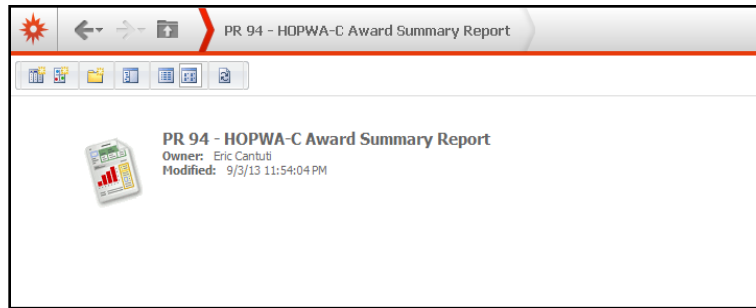 PR 94 - HOPWA-C Award Summary Report
PR 94 - HOPWA-C Award Summary Report
Owner: Eric Cantuti
Modified: 9/3/13 11:54:04 PM